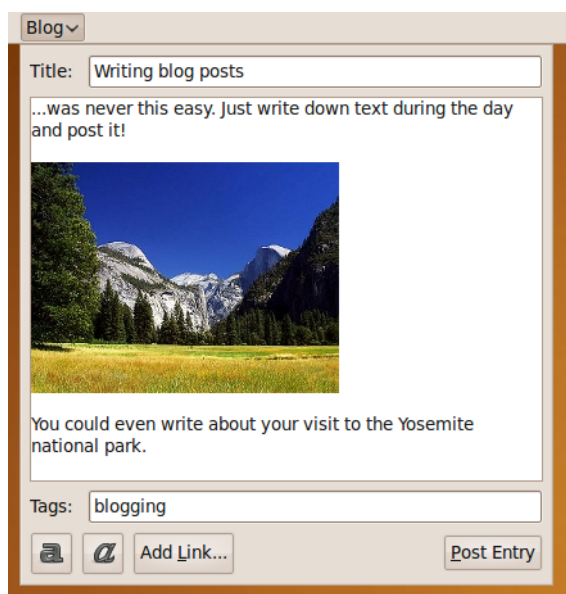 Blog
Title: Writing blog posts
...was never this easy. Just write down text during the day
and post it!
You could even write about your visit to the Yosemite
national park.
Tags: blogging
a a Add Link... Post Entry